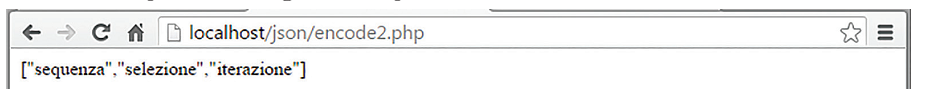 localhost/json/encode2.php
["sequenza","selezione","iterazione"]